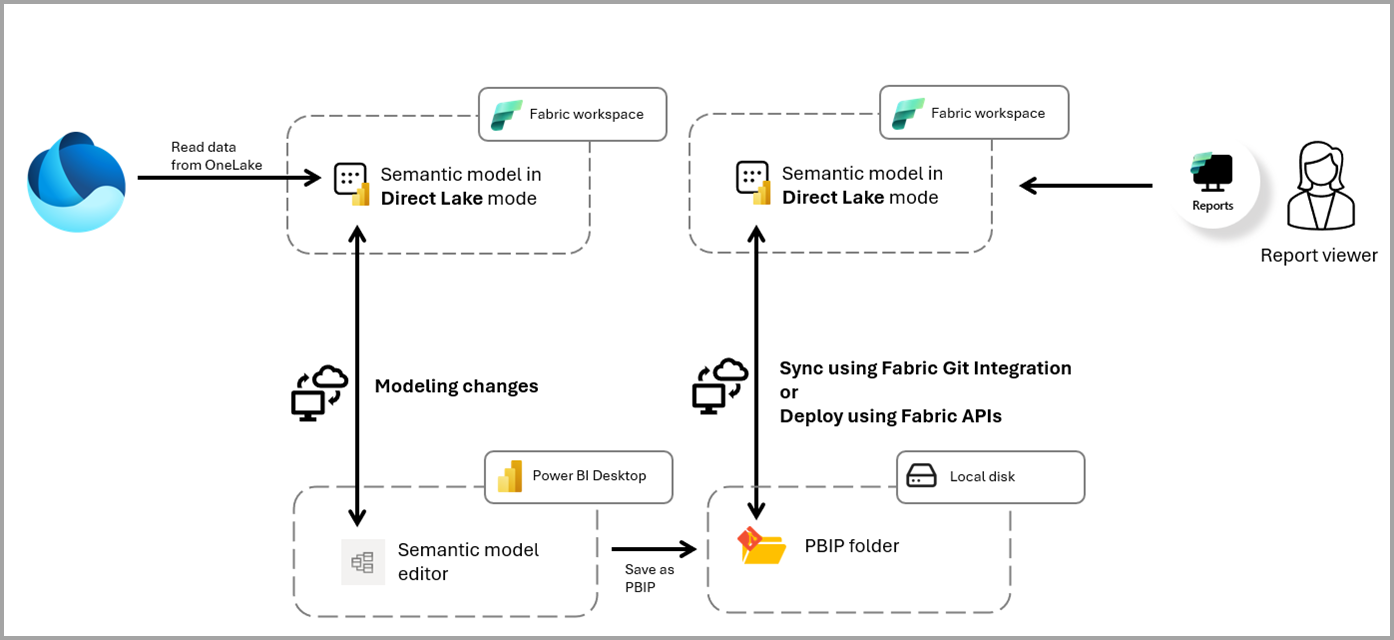 Fabric workspace
Fabric workspace
Read data
from OneLake
Semantic model in
Direct Lake mode
Semantic model in
Direct Lake mode
Reports
Report viewer
Modeling changes
Sync using Fabric Git Integration
or
Deploy using Fabric APIs
Power BI Desktop
Local disk
Semantic model
editor
Save as
PBIP
PBIP folder